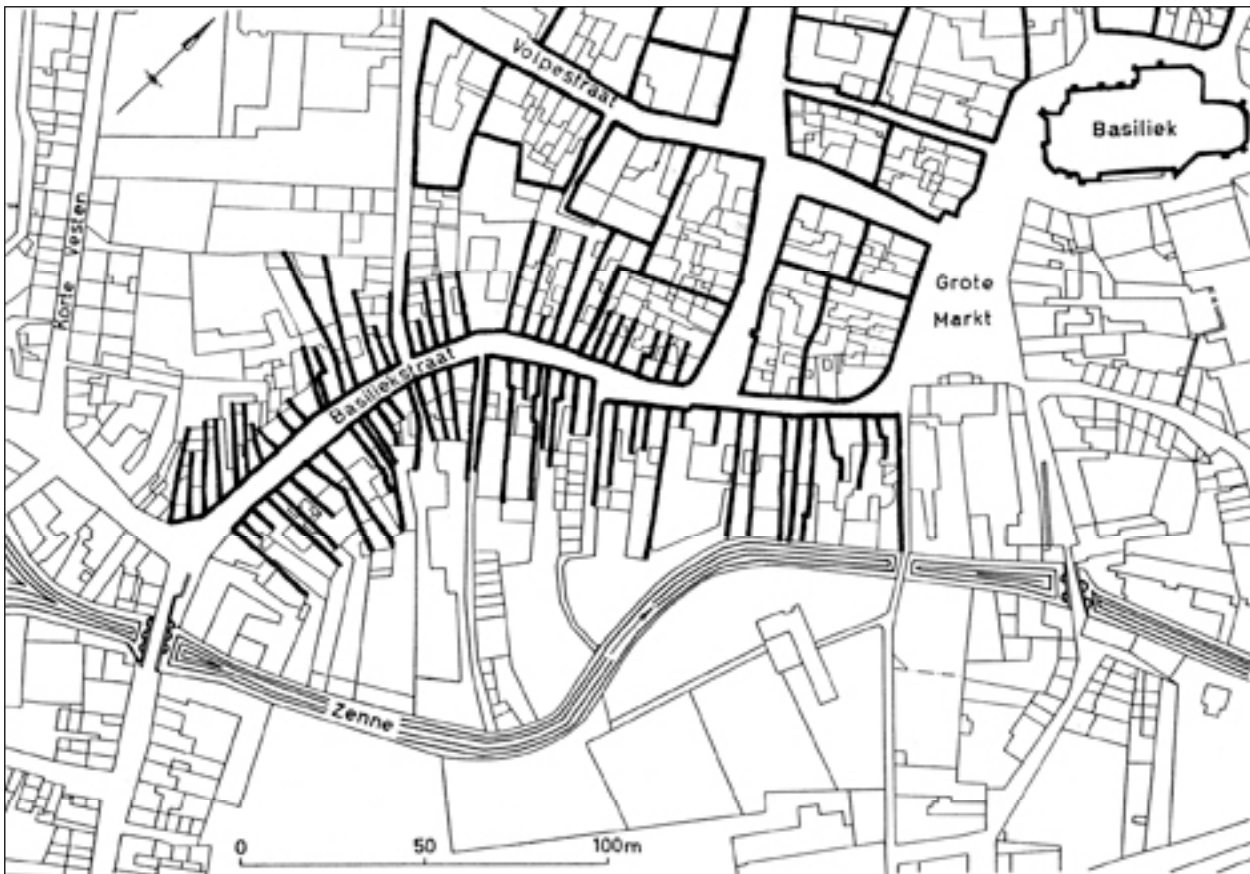 Volpestraat
Basiliek
Korte Vesten
Grote
Markt
Basiliekstraat
Zenne
0 50 100m